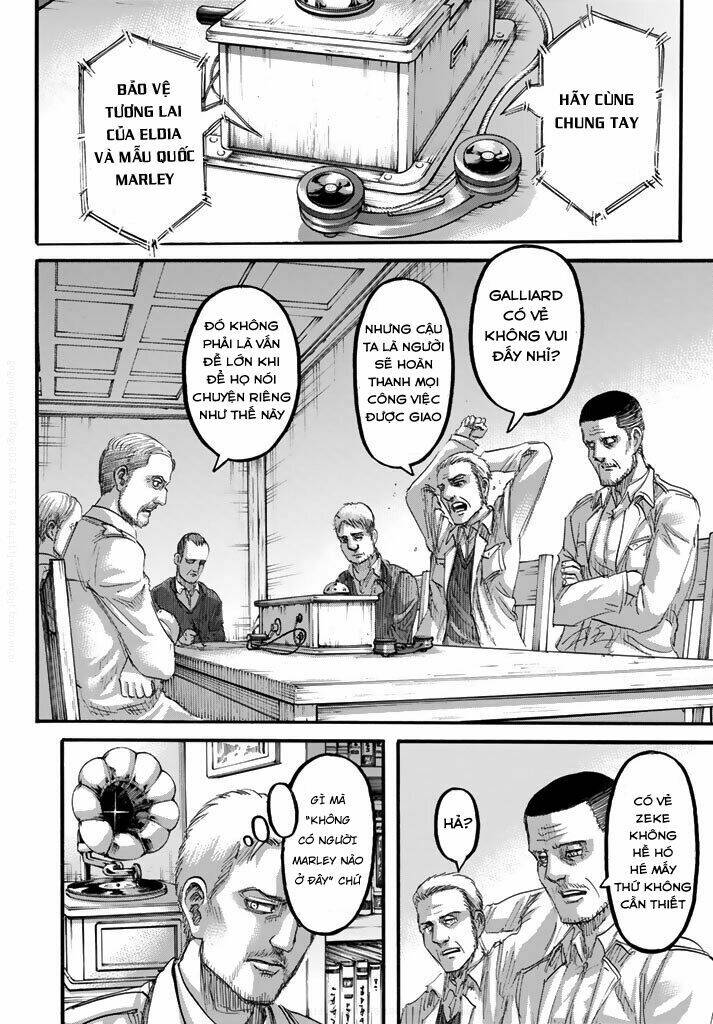 HÃY CÙNG
CHUNG TAY
BẢO VỆ
TƯƠNG LAI
CỦA ELDIA
VÀ MẪU QUỐC
MARLEY
GALLIARD
CÓ VẺ
KHÔNG VUI
ĐẤY NHỈ?
NHƯNG CẬU
TA LÀ NGƯỜI
SẼ HOÀN
THANH MỌI
CÔNG VIỆC
ĐƯỢC GIAO
ĐÓ KHÔNG
PHẢI LÀ VẤN
ĐỀ LỚN KHI
ĐỂ HỌ NÓI
CHUYỆN RIÊNG
NHƯ THẾ NÀY
CÓ VẺ
ZEKE
KHÔNG
HỀ HÓ
HÉ MẤY
THỨ KHÔNG
CẦN THIẾT
HẢ?
GÌ MÀ
"KHÔNG
CÓ NGƯỜI
MARLEY NÀO
Ở ĐÂY" CHỨ